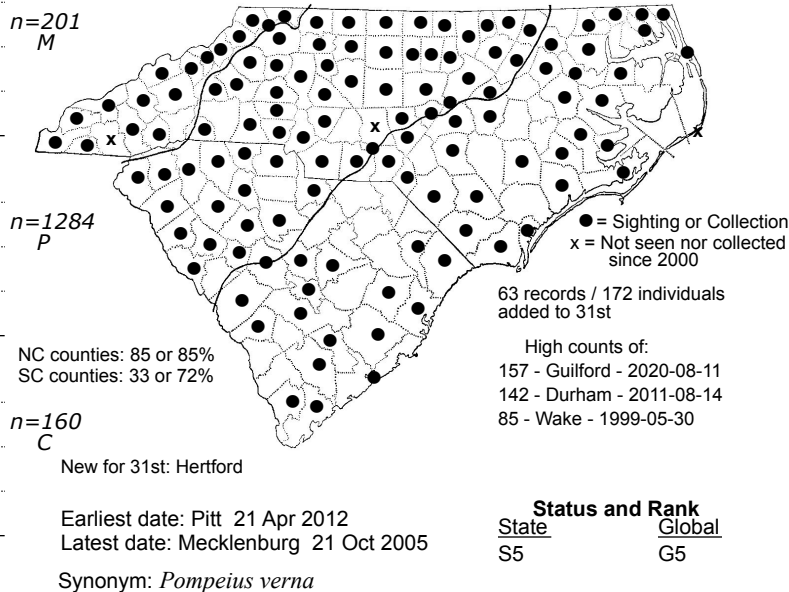 n=201
M
n=1284
P
n=160
C
x
x
x
● = Sighting or Collection
x = Not seen nor collected
since 2000
63 records / 172 individuals
added to 31st
High counts of:
157 - Guilford - 2020-08-11
142 - Durham - 2011-08-14
85 - Wake - 1999-05-30
NC counties: 85 or 85%
SC counties: 33 or 72%
New for 31st: Hertford
Earliest date: Pitt 21 Apr 2012
Latest date: Mecklenburg 21 Oct 2005
Synonym: Pompeius verna
Status and Rank
State Global
S5 G5